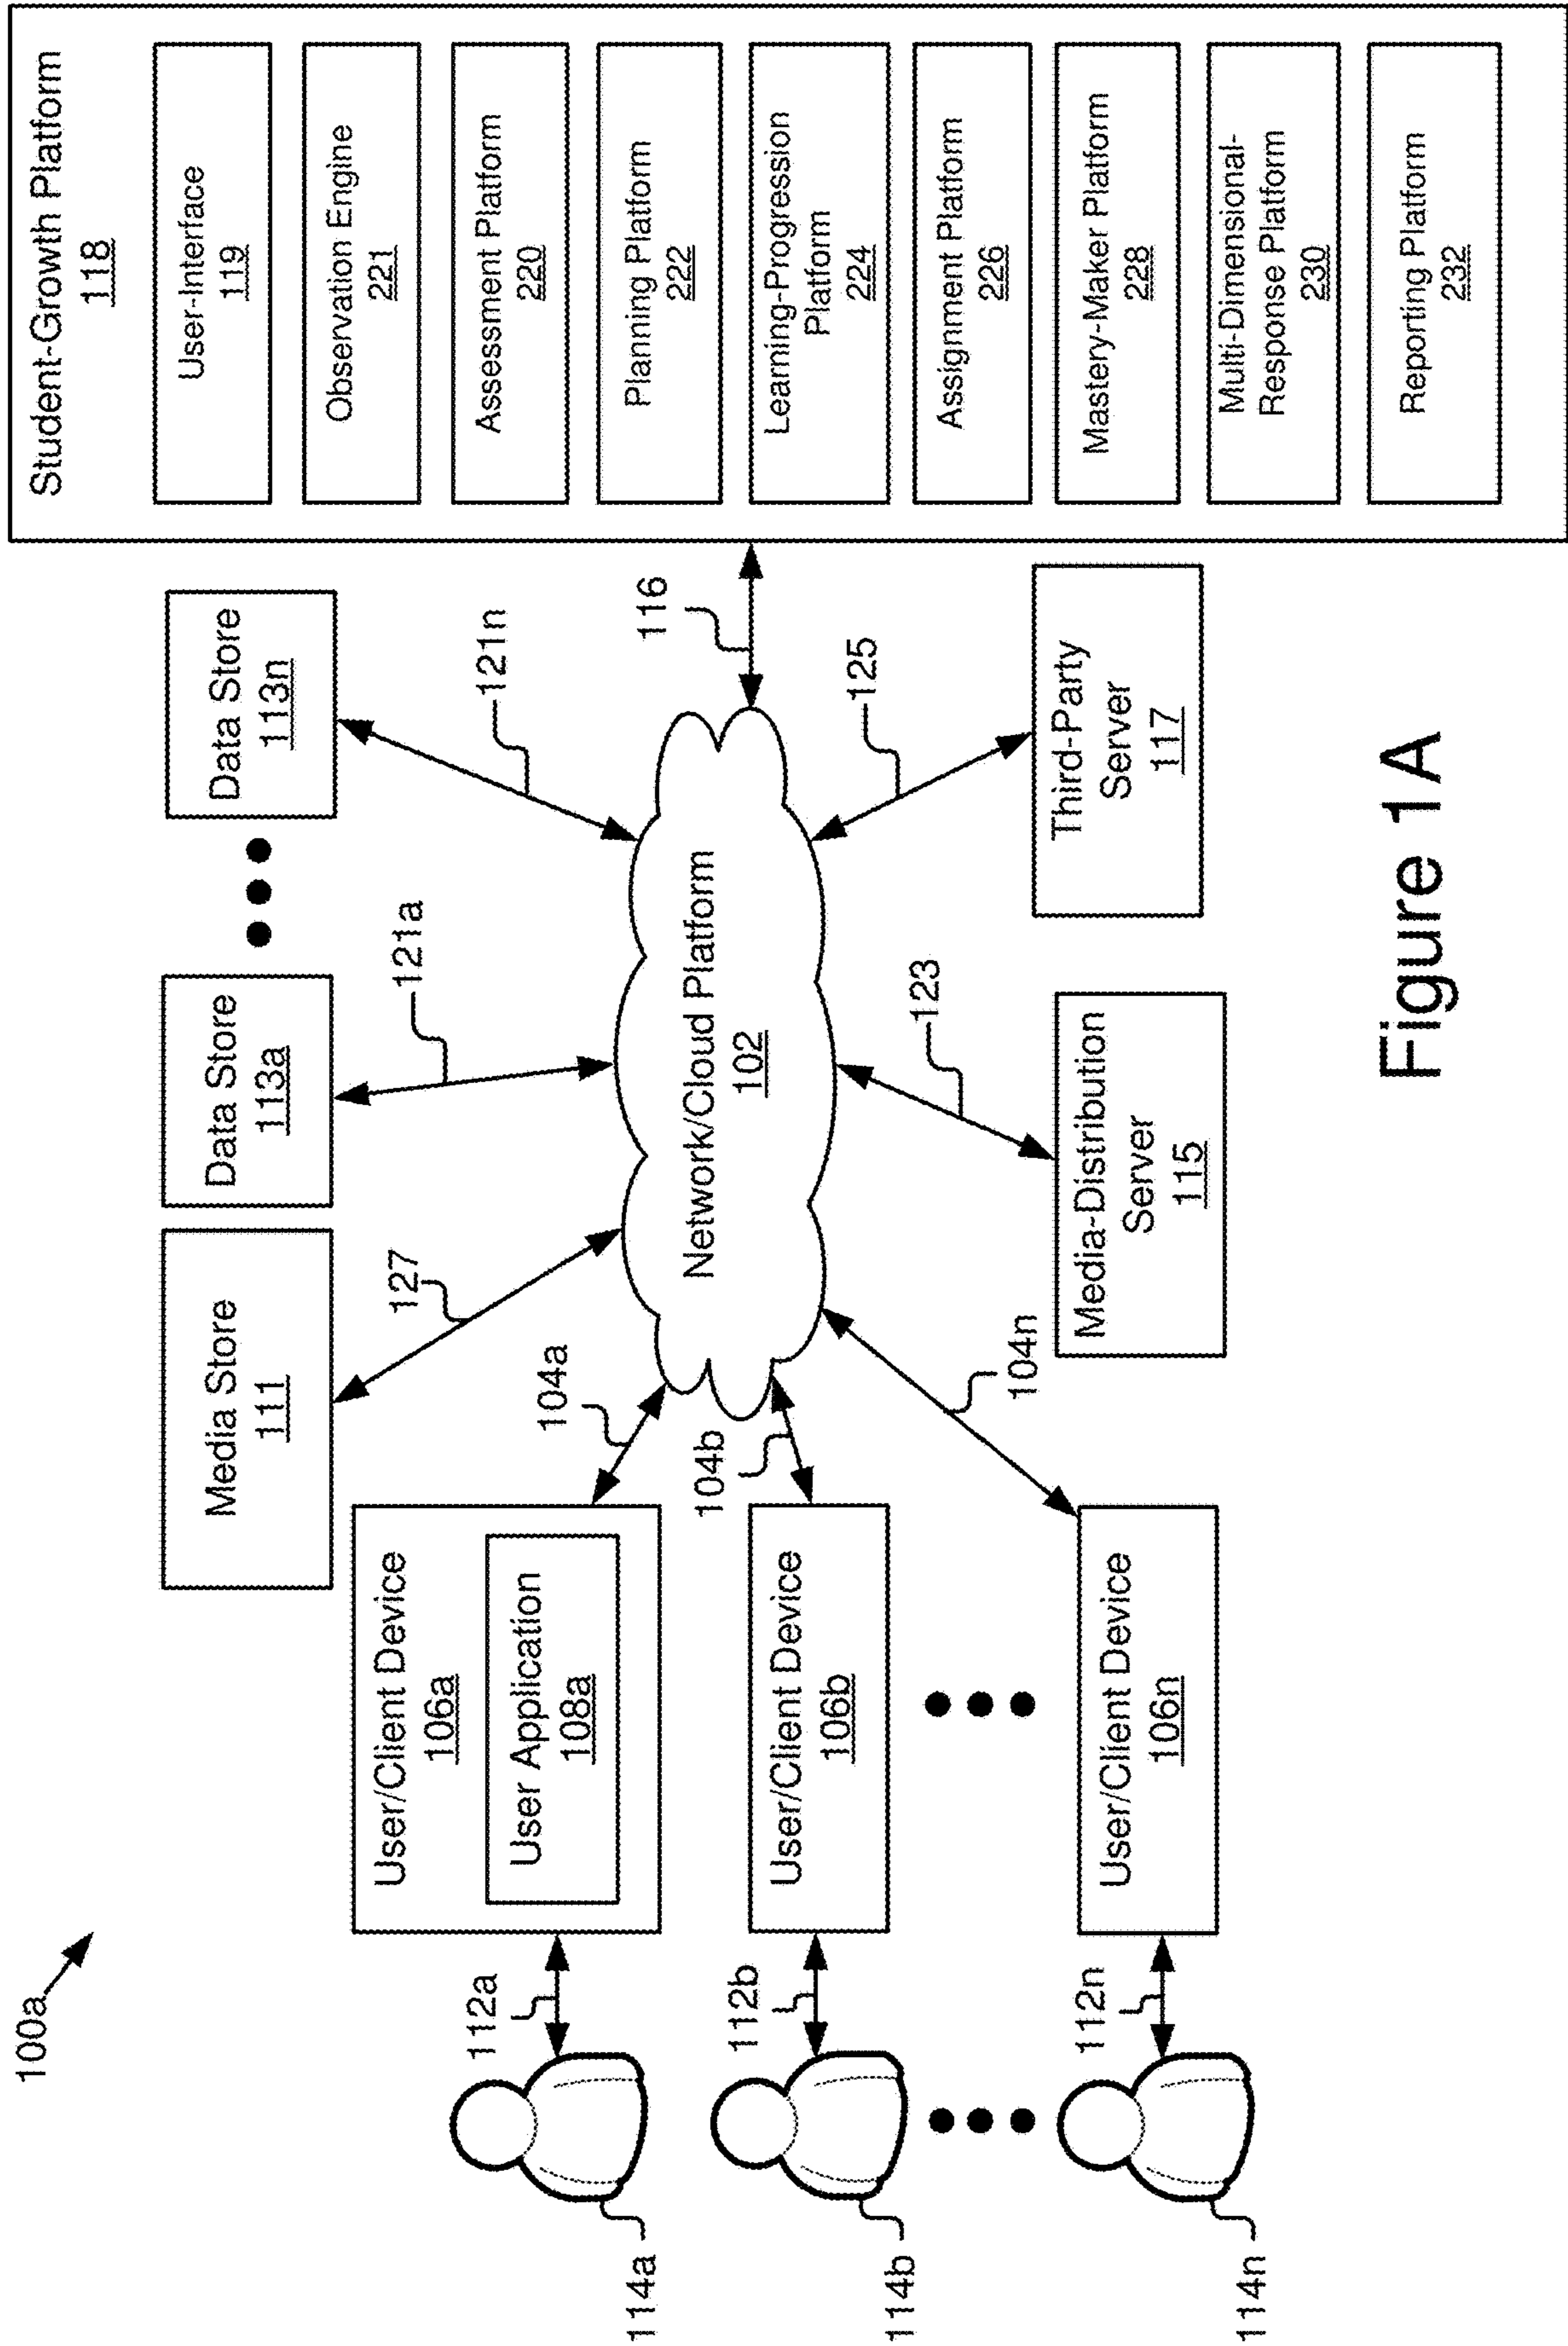 100a
Media Store
111
Data Store
113a
Data Store
113n
127
121a
121n
Student-Growth Platform
118
User-Interface
119
Observation Engine
221
Assessment Platform
220
Planning Platform
222
Learning-Progression
Platform
224
Assignment Platform
226
Mastery-Maker Platform
228
Multi-Dimensional-
Response Platform
230
Reporting Platform
232
114a
112a
User/Client Device
106a
User Application
108a
104a
Network/Cloud Platform
102
116
114b
112b
User/Client Device
106b
104b
114n
112n
User/Client Device
106n
104n
123
125
Media-Distribution
Server
115
Third-Party
Server
117
Figure 1A